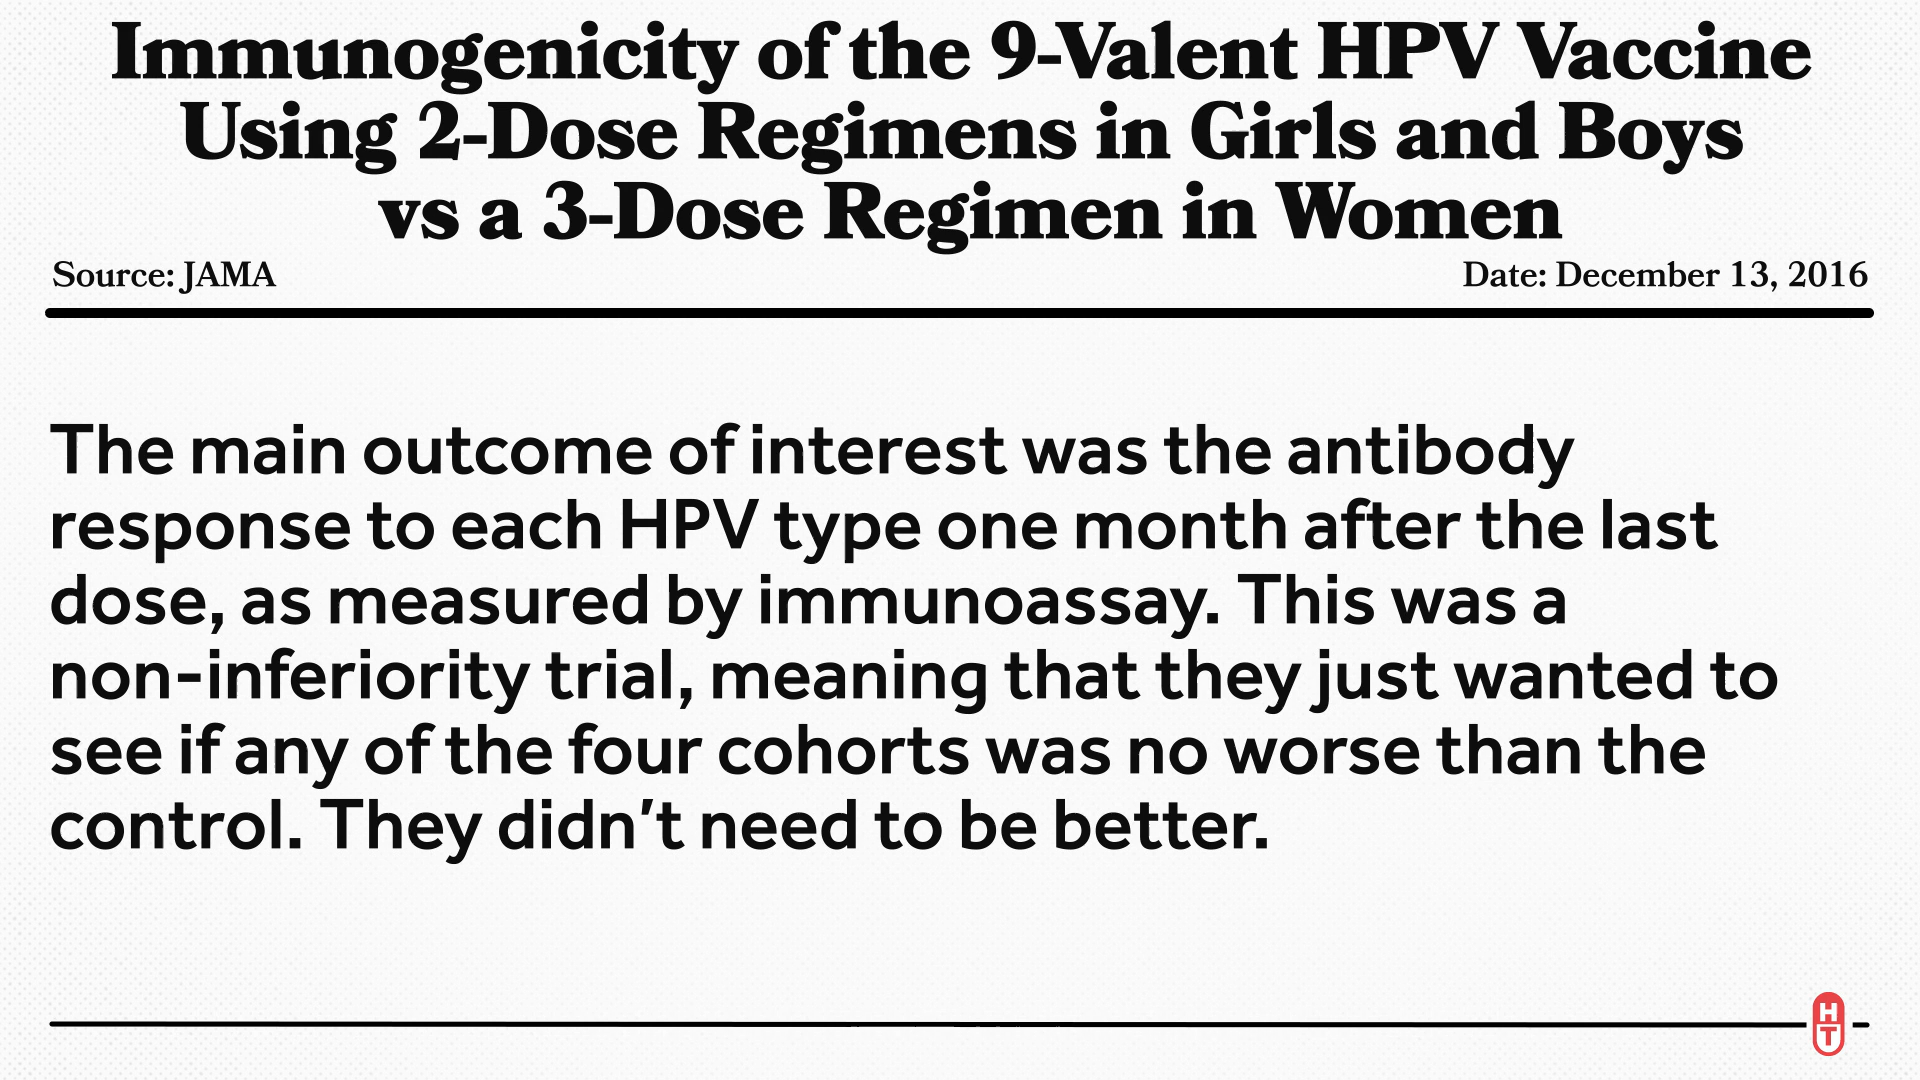 Immunogenicity of the 9-Valent HPV Vaccine
Using 2-Dose Regimens in Girls and Boys
vs a 3-Dose Regimen in Women
Source: JAMA
Date: December 13, 2016
The main outcome of interest was the antibody
response to each HPV type one month after the last
dose, as measured by immunoassay. This was a
non-inferiority trial, meaning that they just wanted to
see if any of the four cohorts was no worse than the
control. They didn't need to be better.
H
T